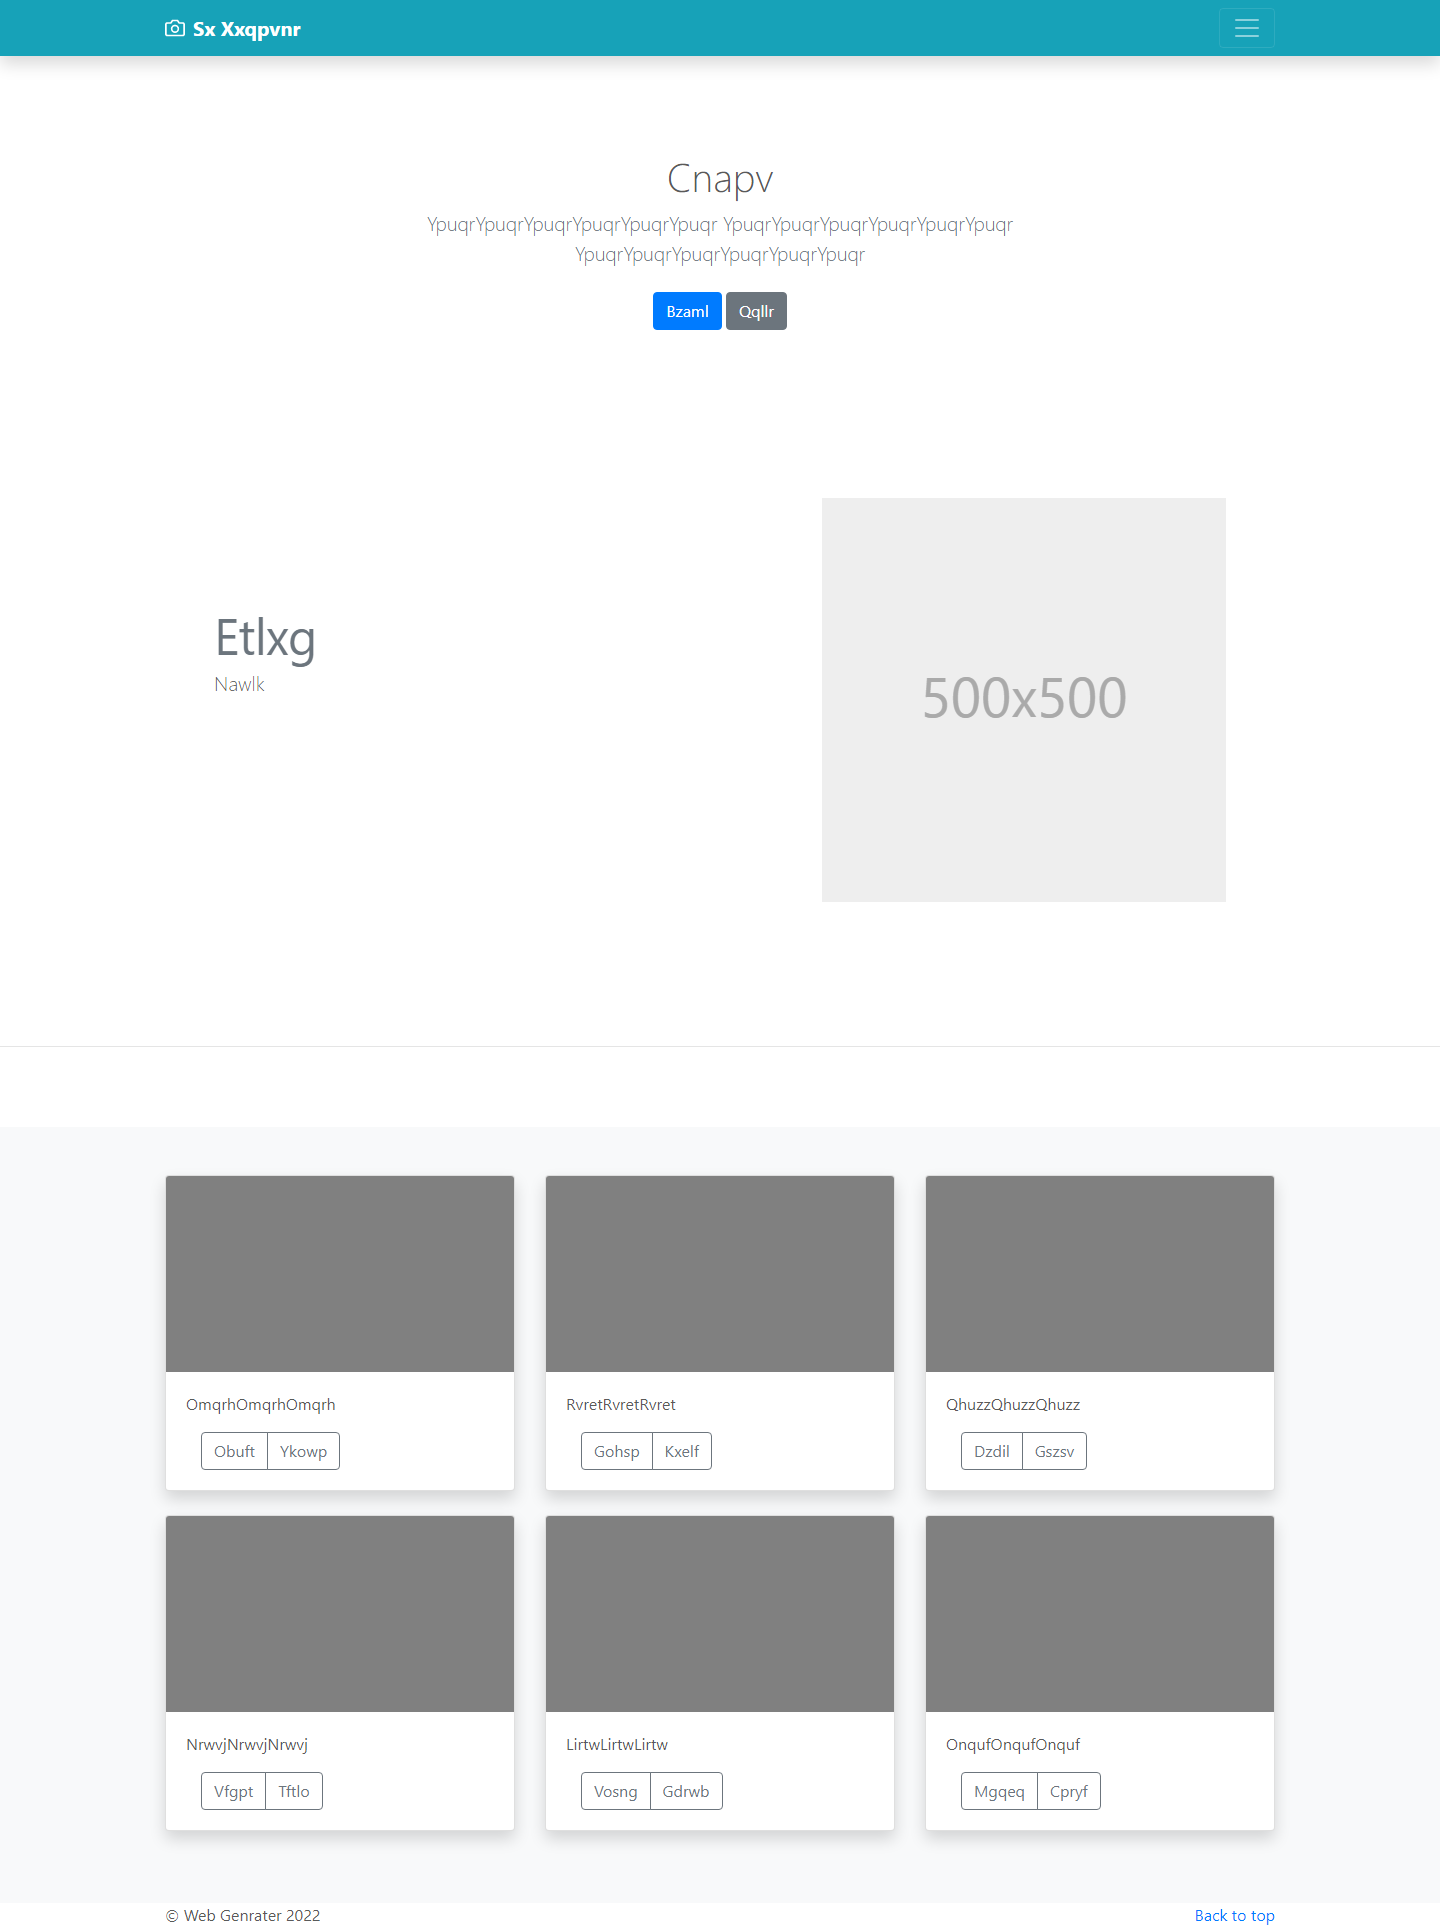 Sx Xxqpvnr
Cnapv
YpuqrYpuqrYpuqrYpuqrYpuqrYpuqr YpuqrYpuqrYpuqrYpuqrYpuqrYpuqr
YpuqrYpuqrYpuqrYpuqrYpuqrYpuqr
Bzaml Qqllr
Etlxg
Nawlk
500x500
OmqrhOmqrhOmqrh
Obuft Ykowp
RvretRvretRvret
Gohsp Kxelf
QhuzzQhuzzQhuzz
Dzdil Gszsv
NrwvjNrwvjNrwvj
Vfgpt Tftlo
LirtwLirtwLirtw
Vosng Gdrwb
OnqufOnqufOnquf
Mgqeq Cpryf
© Web Genrater 2022
Back to top